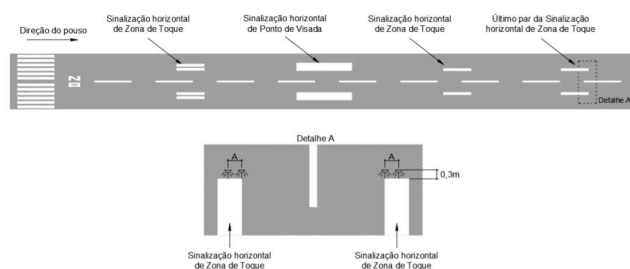 Direção do pouso
Sinalização horizontal
de Zona de Toque
Sinalização horizontal
de Ponto de Visada
Sinalização horizontal
de Zona de Toque
Último par da Sinalização
horizontal de Zona de Toque
Detalhe A
Detalhe A
A
A
0,3m
Sinalização horizontal
de Zona de Toque
Sinalização horizontal
de Zona de Toque